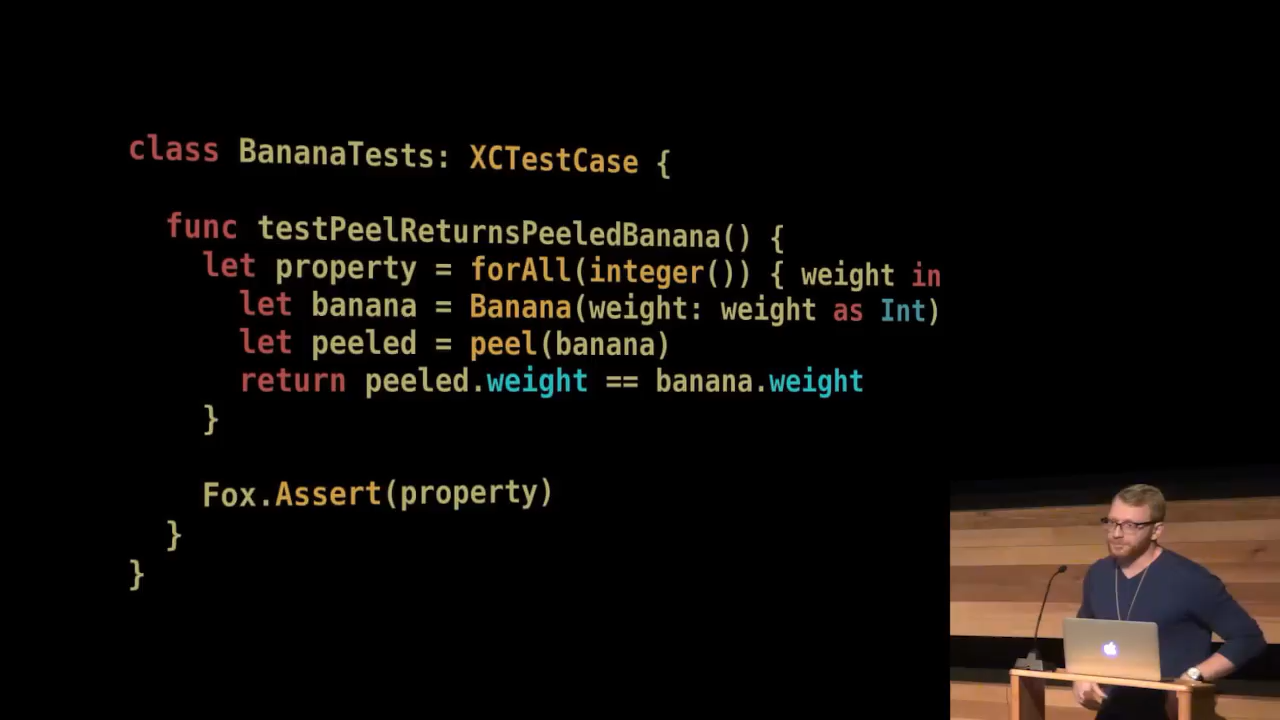 class BananaTests: XCTestCase {
func testPeelReturnsPeeledBanana() {
let property = forAll(integer()) { weight in
let banana = Banana(weight: weight as Int)
let peeled = peel(banana)
return peeled.weight == banana.weight
}
Fox.Assert(property)
}
}